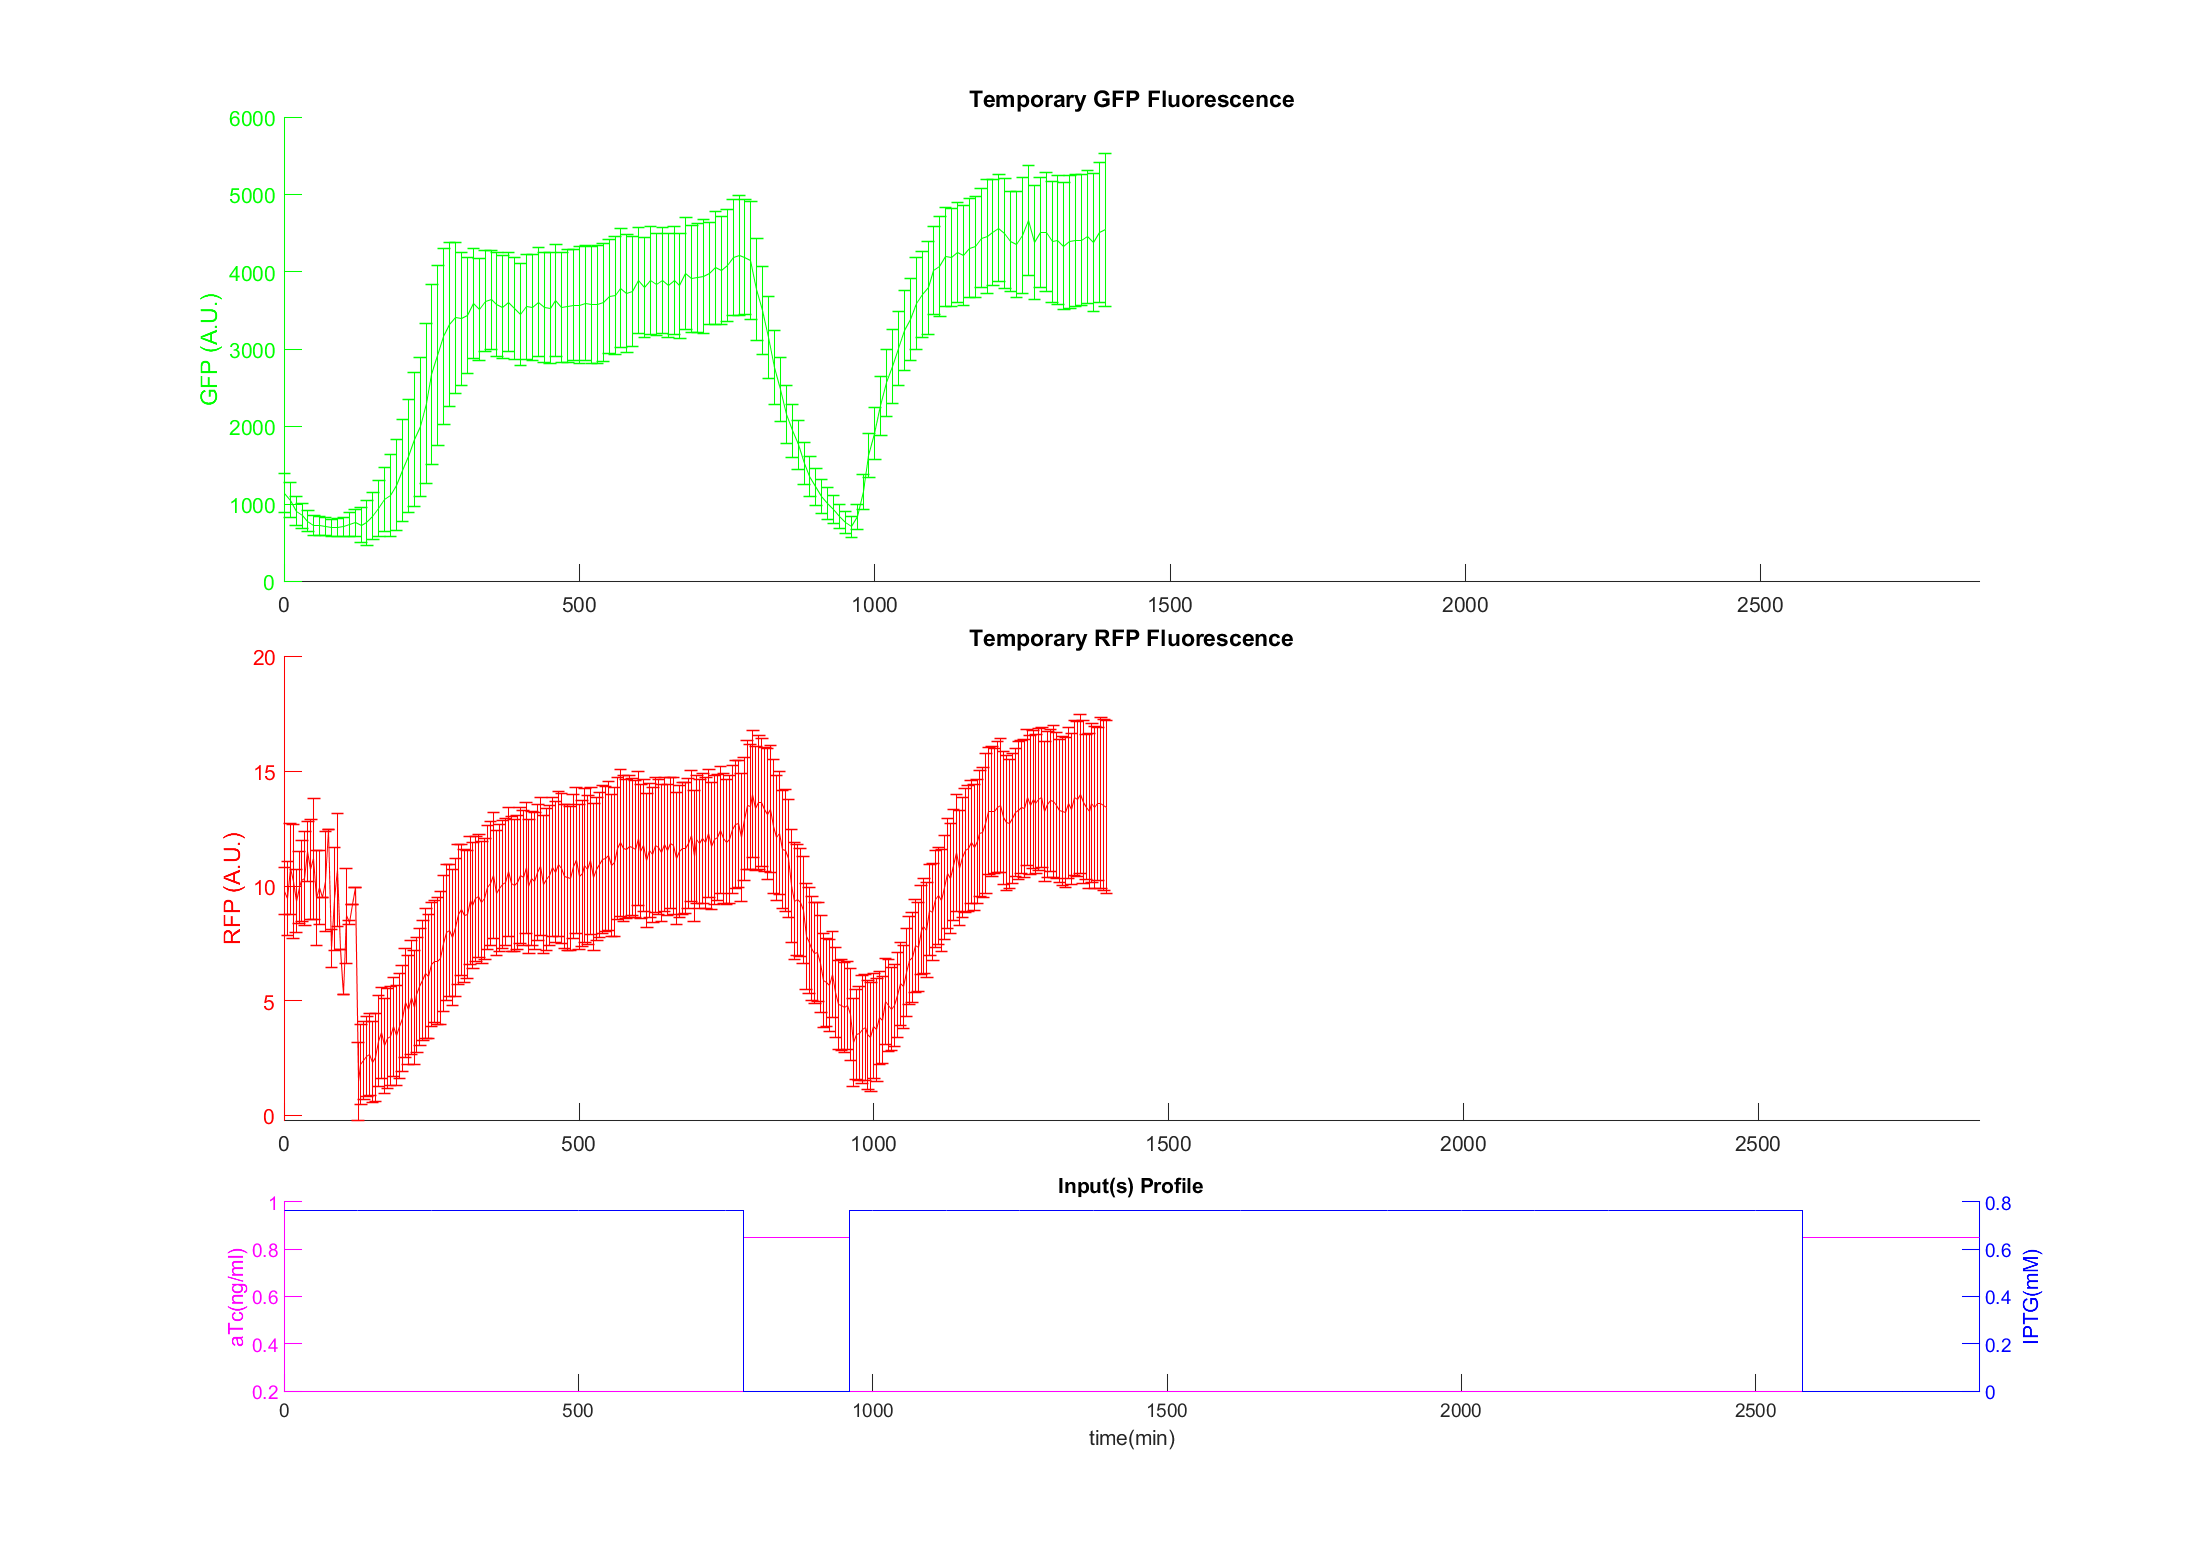 Temporary GFP Fluorescence
6000
5000
4000
3000
2000
1000
0
GFP (A.U.)
0 500 1000 1500 2000 2500
Temporary RFP Fluorescence
20
15
10
5
0
RFP (A.U.)
0 500 1000 1500 2000 2500
Input(s) Profile
1
0.8
0.6
0.4
0.2
aTc(ng/ml)
0.8
0.6
0.4
0.2
0
IPTG(mM)
0 500 1000 1500 2000 2500
time(min)